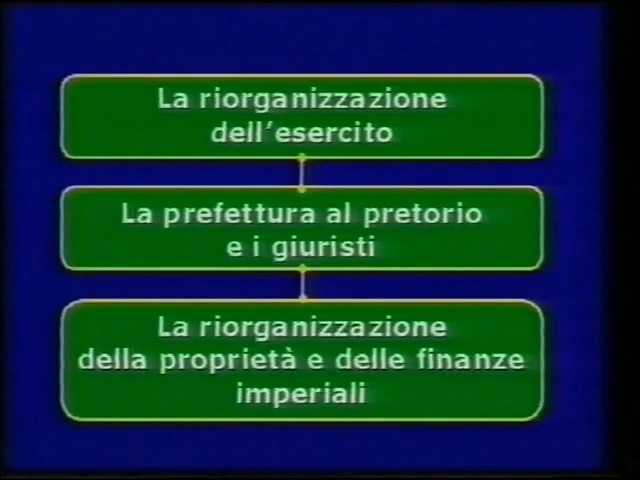 La riorganizzazione
dell'esercito
La prefettura al pretorio
e i giuristi
La riorganizzazione
della proprietà e delle finanze
imperiali